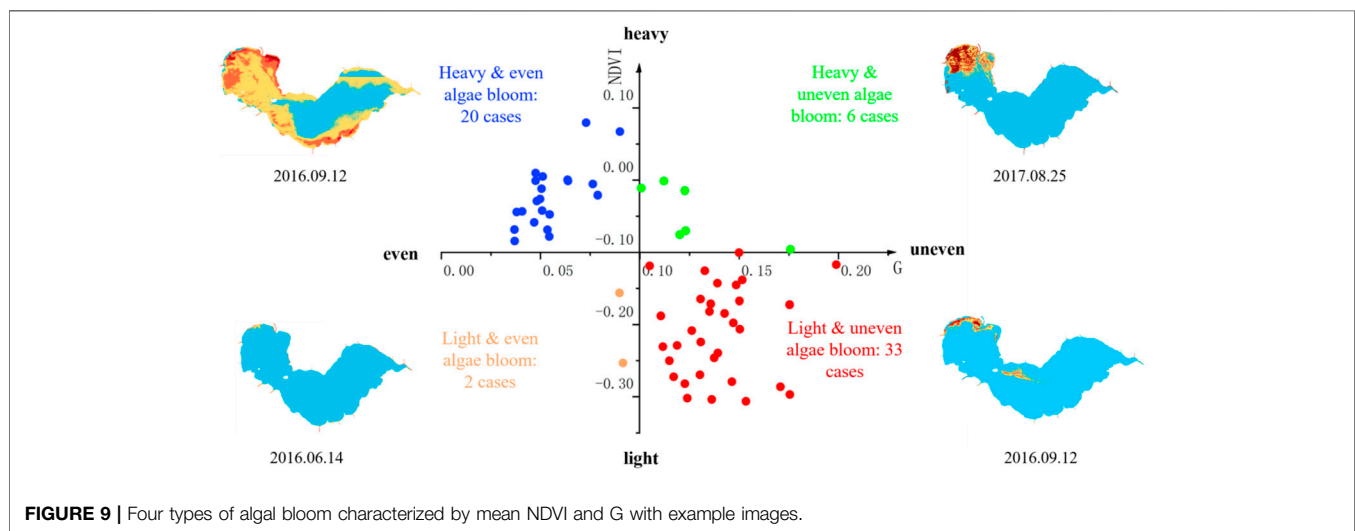 heavy
NDVI
Heavy & even
algae bloom:
20 cases
Heavy &
uneven algae
bloom: 6 cases
2016.09.12
2017.08.25
0.10
0.00
-0.10
even
uneven
0.00
0.05
0.10
0.15
0.20
G
-0.20
-0.30
Light & even
algae bloom:
2 cases
Light & uneven
algae bloom: 33
cases
2016.06.14
light
2016.09.12
FIGURE 9 | Four types of algal bloom characterized by mean NDVI and G with example images.